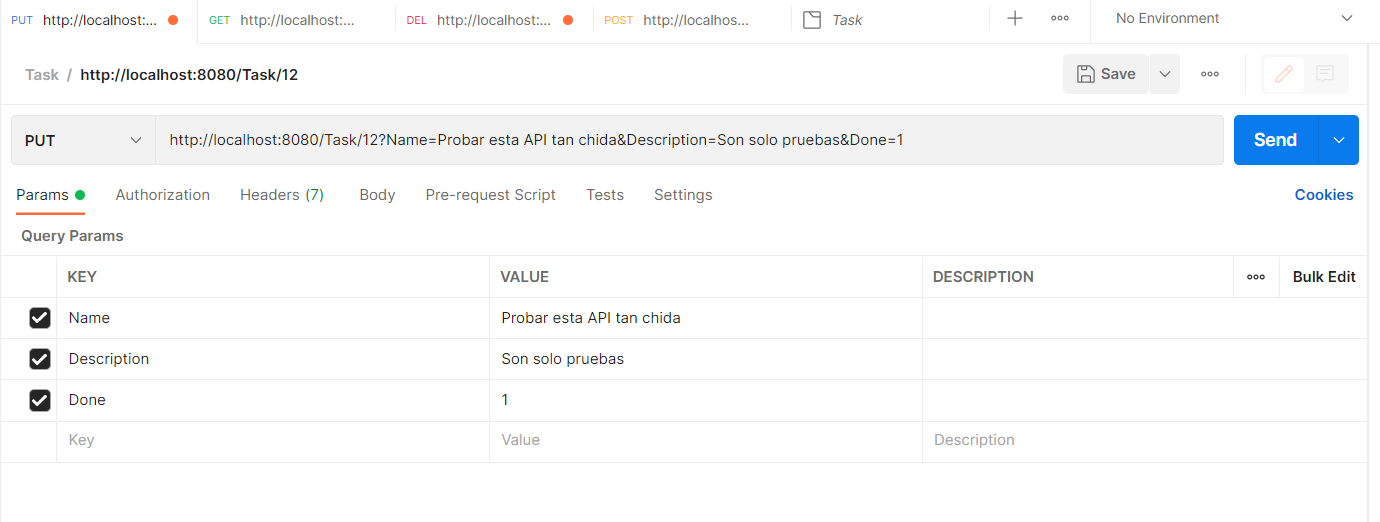 PUT http://localhost:... GET http://localhost:... DEL http://localhost:... POST http://localhos... Task No Environment
Task / http://localhost:8080/Task/12 Save
PUT http://localhost:8080/Task/12?Name=Probar esta API tan chida&Description=Son solo pruebas&Done=1 Send
Params Authorization Headers (7) Body Pre-request Script Tests Settings Cookies
Query Params
KEY VALUE DESCRIPTION Bulk Edit
Name Probar esta API tan chida
Description Son solo pruebas
Done 1
Key Value Description